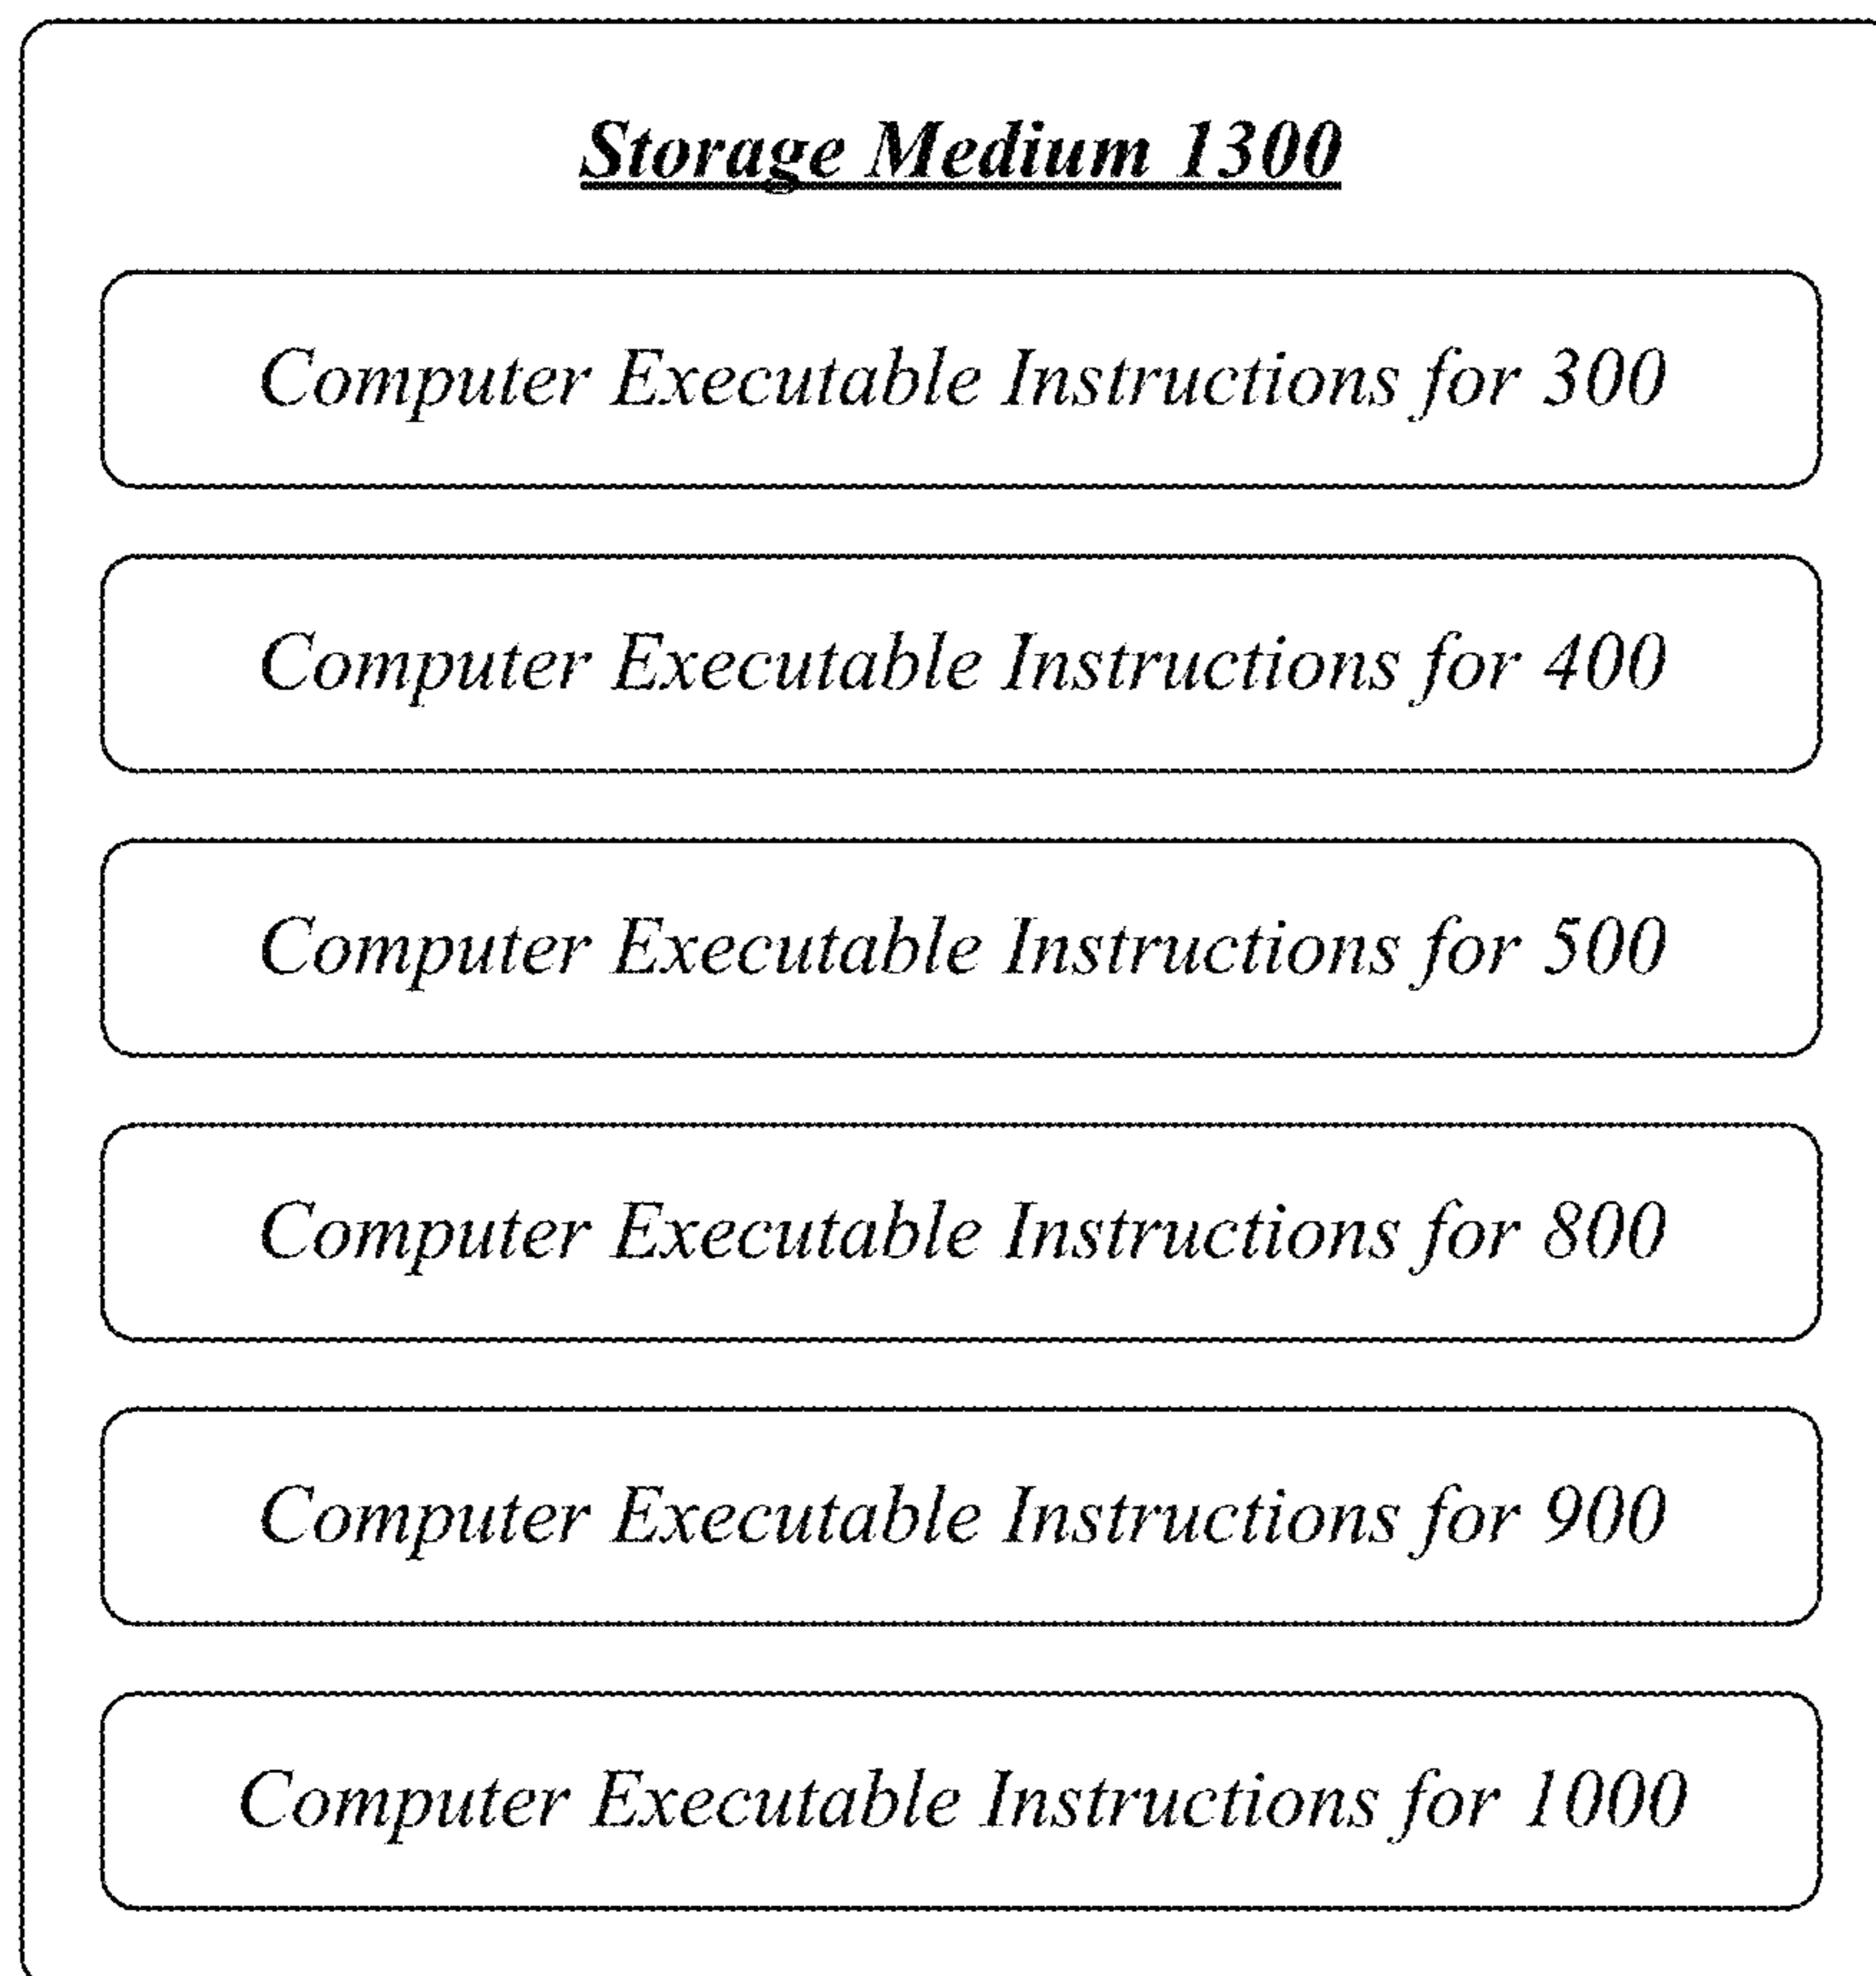 Storage Medium 1300
Computer Executable Instructions for 300
Computer Executable Instructions for 400
Computer Executable Instructions for 500
Computer Executable Instructions for 800
Computer Executable Instructions for 900
Computer Executable Instructions for 1000